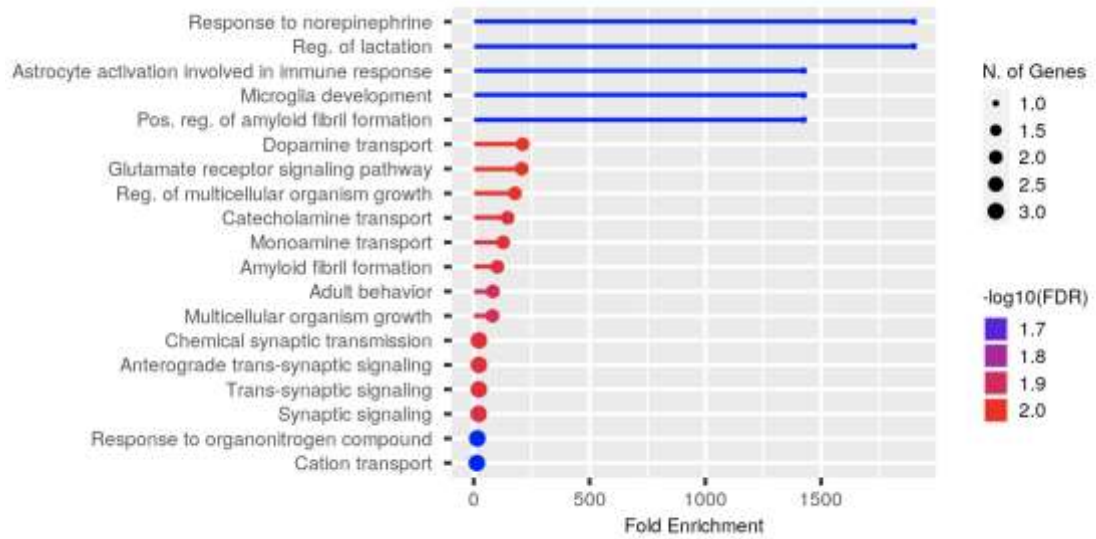 Response to norepinephrine
Reg. of lactation
Astrocyte activation involved in immune response
Microglia development
Pos. reg. of amyloid fibril formation
Dopamine transport
Glutamate receptor signaling pathway
Reg. of multicellular organism growth
Catecholamine transport
Monoamine transport
Amyloid fibril formation
Adult behavior
Multicellular organism growth
Chemical synaptic transmission
Anterograde trans-synaptic signaling
Trans-synaptic signaling
Synaptic signaling
Response to organonitrogen compound
Cation transport
0 500 1000 1500
Fold Enrichment
N. of Genes
1.0
1.5
2.0
2.5
3.0
-log10(FDR)
1.7
1.8
1.9
2.0